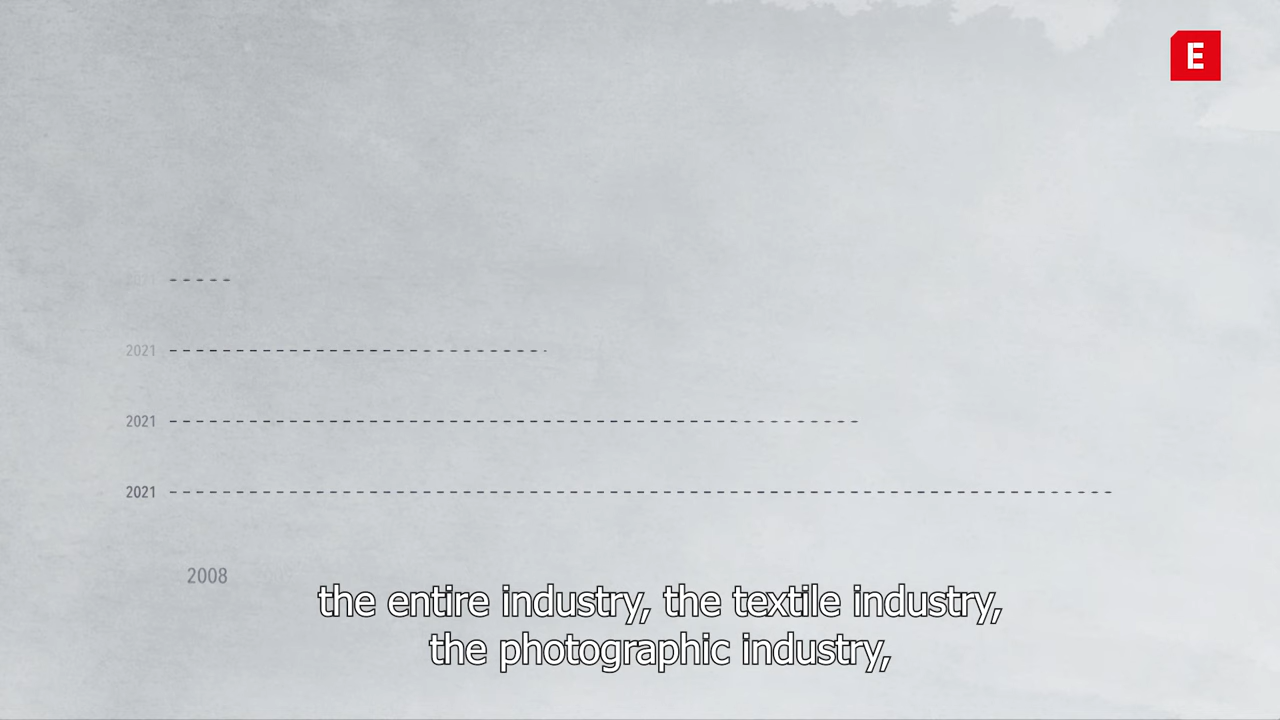 E
2021
2021
2021
2008
the entire industry, the textile industry,
the photographic industry,